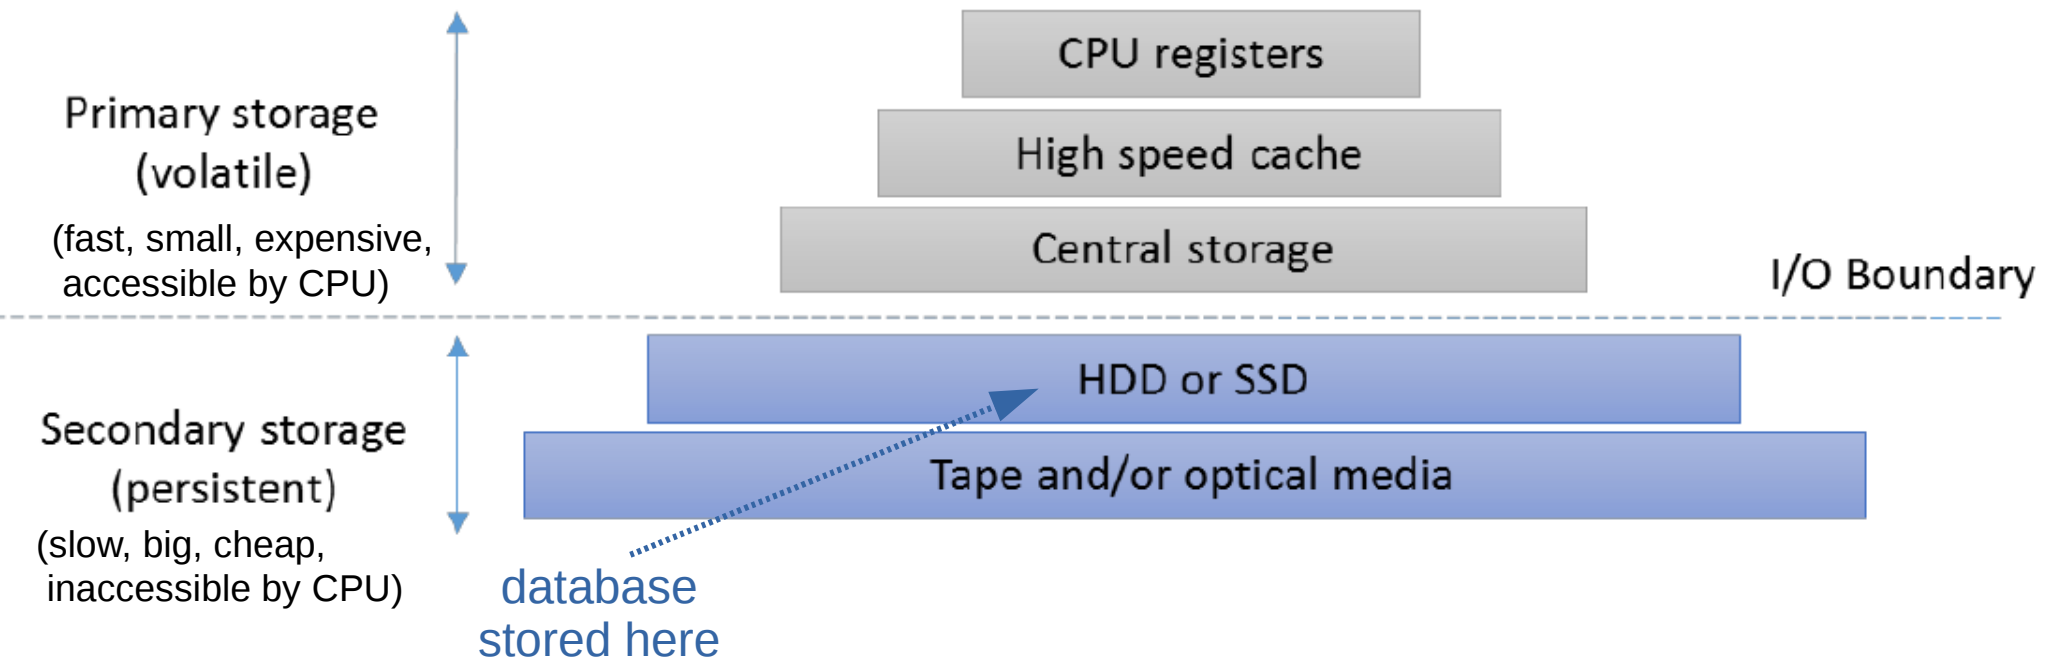 CPU registers
High speed cache
Central storage
Primary storage
(volatile)
(fast, small, expensive,
accessible by CPU)
I/O Boundary
HDD or SSD
Tape and/or optical media
Secondary storage
(persistent)
(slow, big, cheap,
inaccessible by CPU)
database
stored here